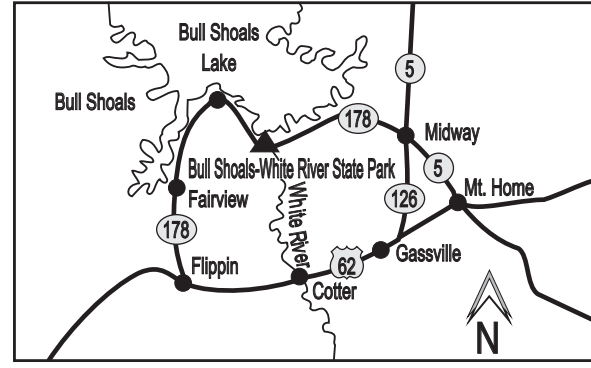 Bull Shoals
Lake
Bull Shoals
5
178
Midway
Bull Shoals-White River State Park
5
Mt. Home
Fairview
White River
126
178
Gassville
Flippin
62
Cotter
N